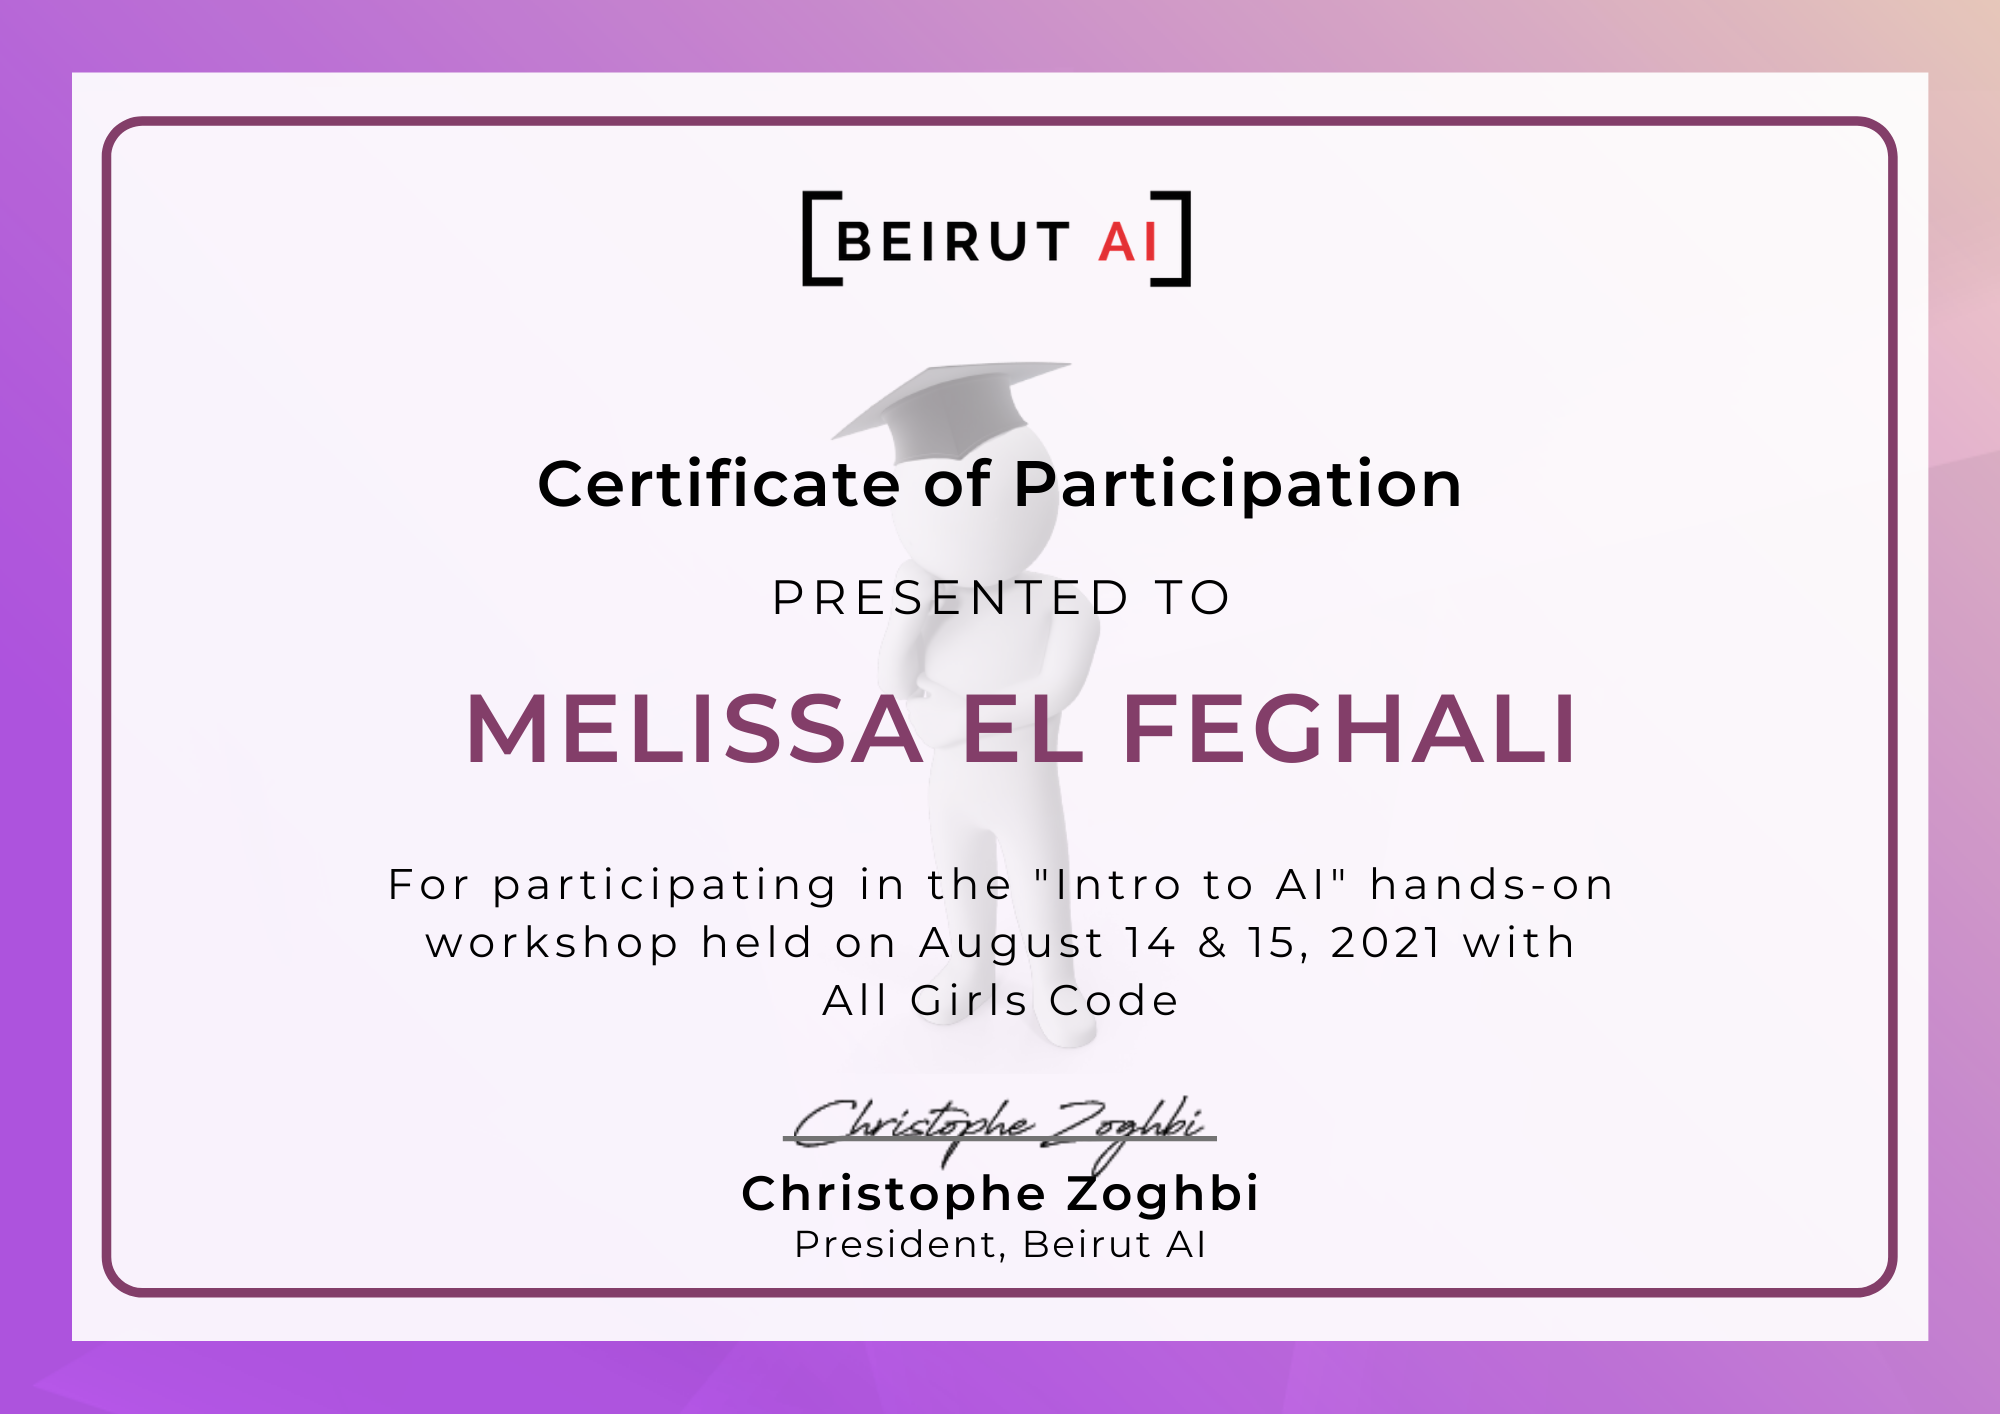 BEIRUT AI
Certificate of Participation
PRESENTED TO
MELISSA EL FEGHALI
For participating in the "Intro to AI" hands-on
workshop held on August 14 & 15, 2021 with
All Girls Code
Christophe Zoghbi
Christophe Zoghbi
President, Beirut AI